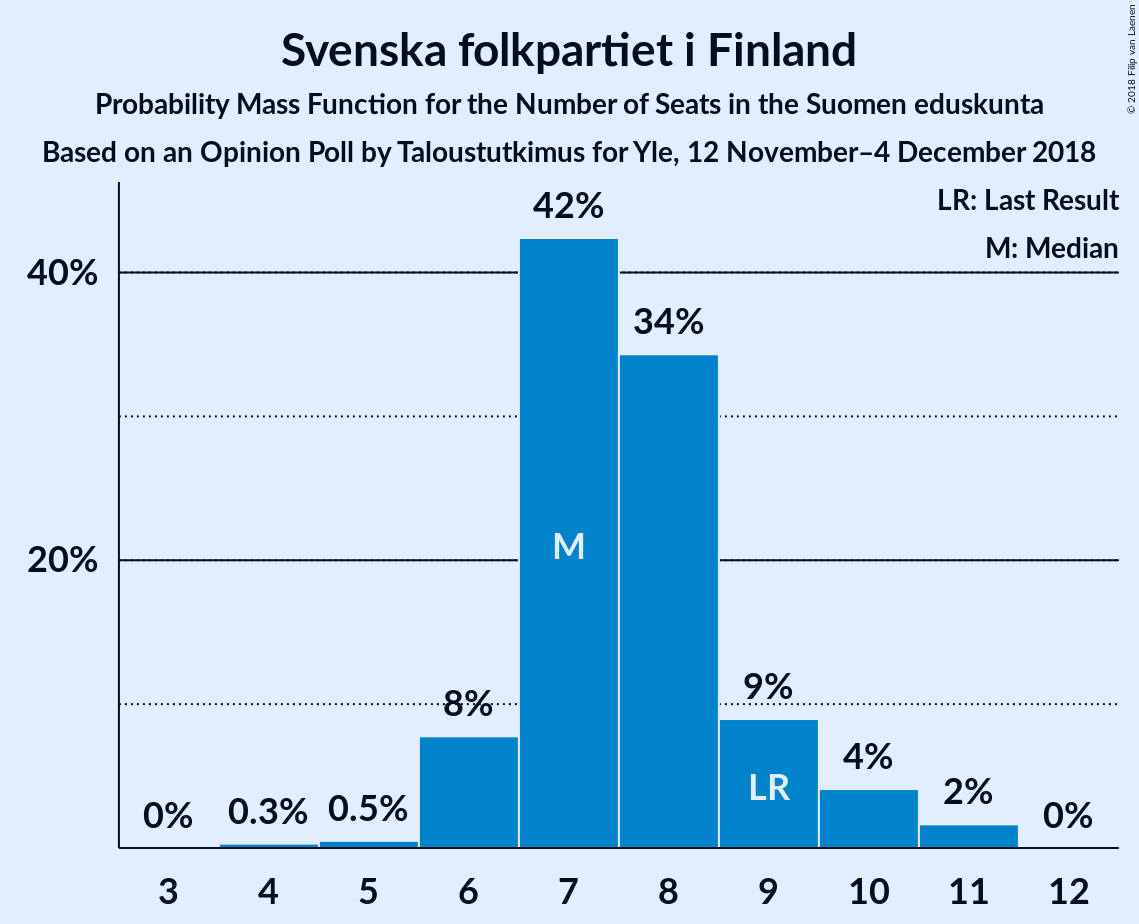 Svenska folkpartiet i Finland
Probability Mass Function for the Number of Seats in the Suomen eduskunta
Based on an Opinion Poll by Taloustutkimus for Yle, 12 November–4 December 2018
© 2018 Filip van Laenen
LR: Last Result
M: Median
40%
20%
0%
0.3%
0.5%
8%
42%
M
34%
9%
LR
4%
2%
0%
3 4 5 6 7 8 9 10 11 12